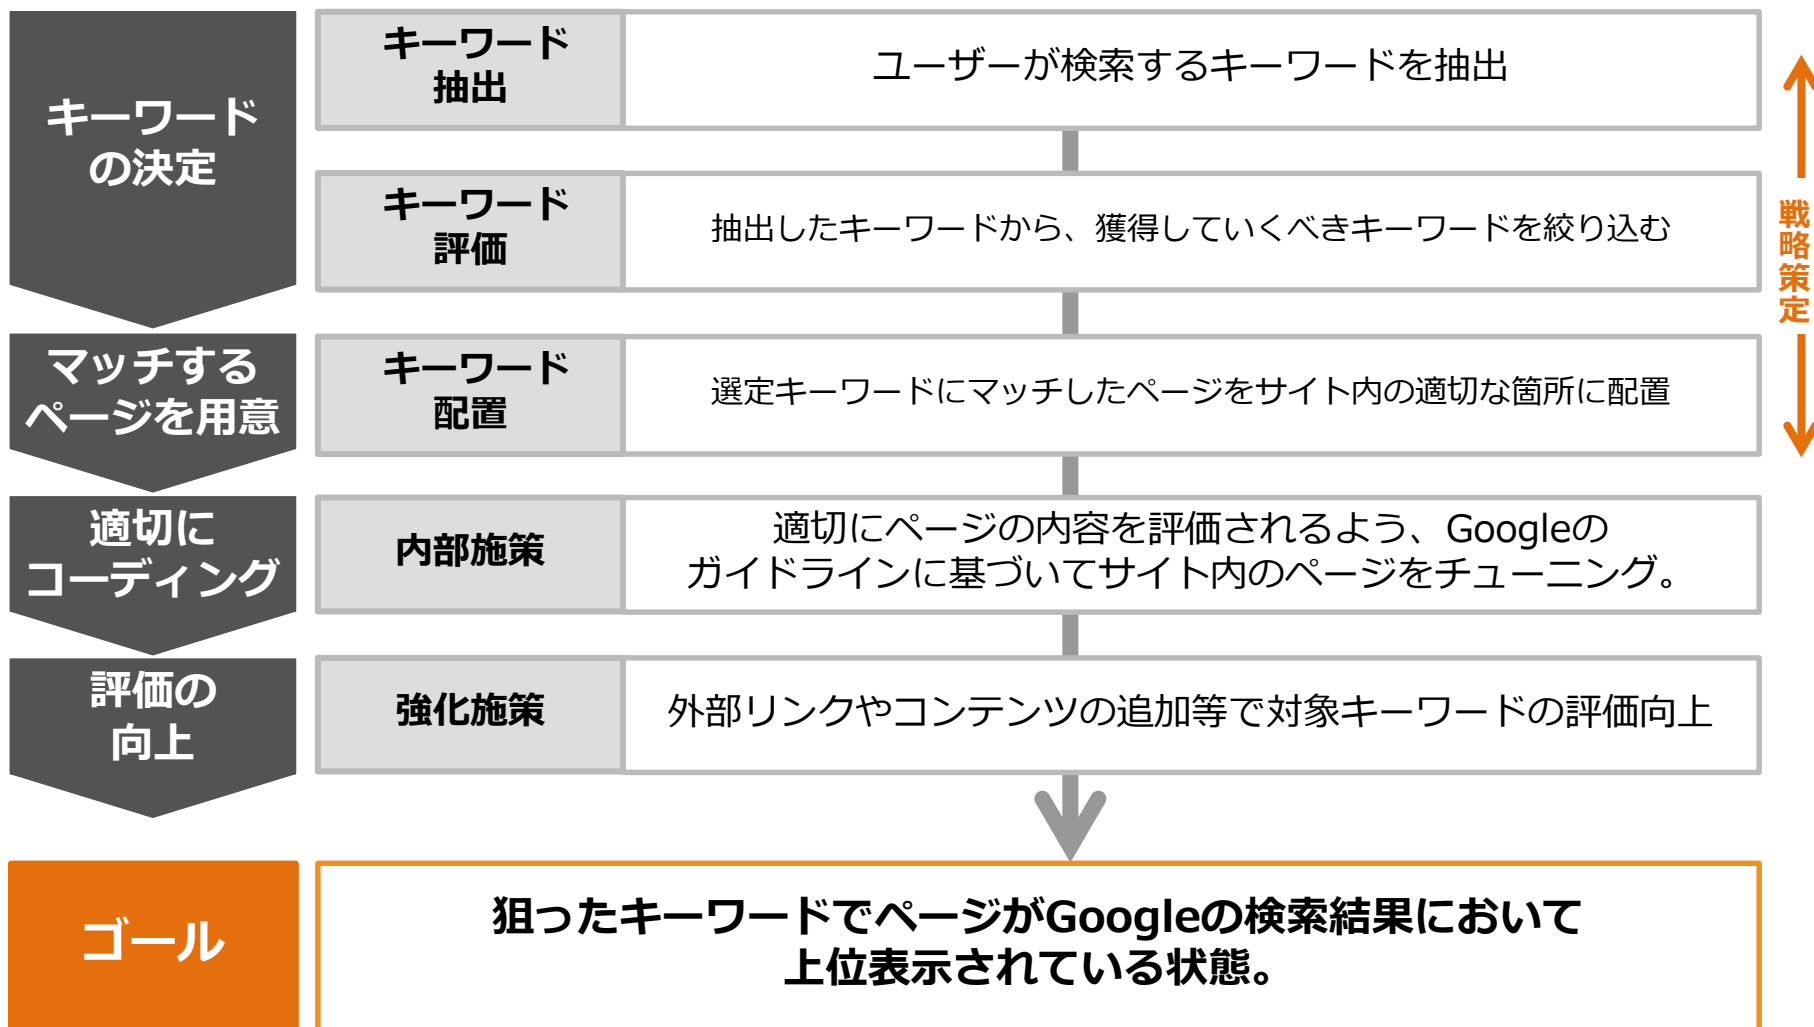 キーワード
の決定
キーワード
抽出
ユーザーが検索するキーワードを抽出
キーワード
評価
抽出したキーワードから、獲得していくべきキーワードを絞り込む
マッチする
ページを用意
キーワード
配置
選定キーワードにマッチしたページをサイト内の適切な箇所に配置
戦略策定
適切に
コーディング
内部施策
適切にページの内容を評価されるよう、Googleの
ガイドラインに基づいてサイト内のページをチューニング。
評価の
向上
強化施策
外部リンクやコンテンツの追加等で対象キーワードの評価向上
ゴール
狙ったキーワードでページがGoogleの検索結果において
上位表示されている状態。